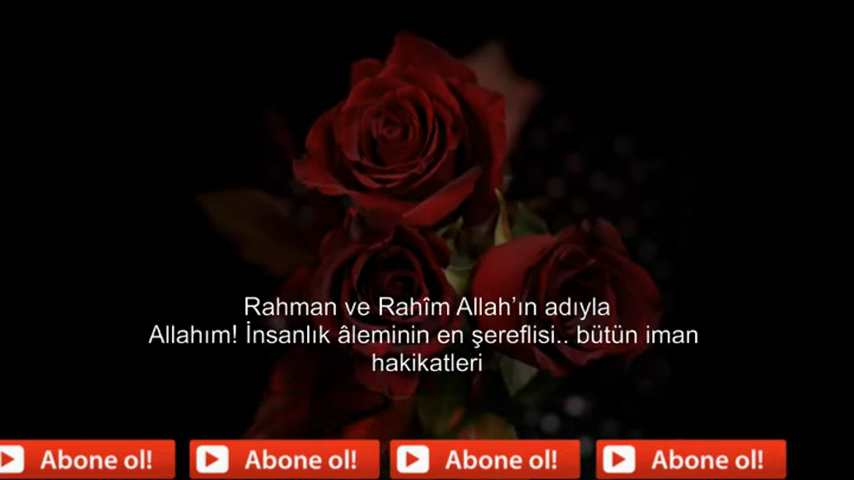 Rahman ve Rahîm Allah’ın adıyla
Allahım! İnsanlık âleminin en şereflisi.. bütün iman
hakikatleri
Abone ol! Abone ol! Abone ol! Abone ol!